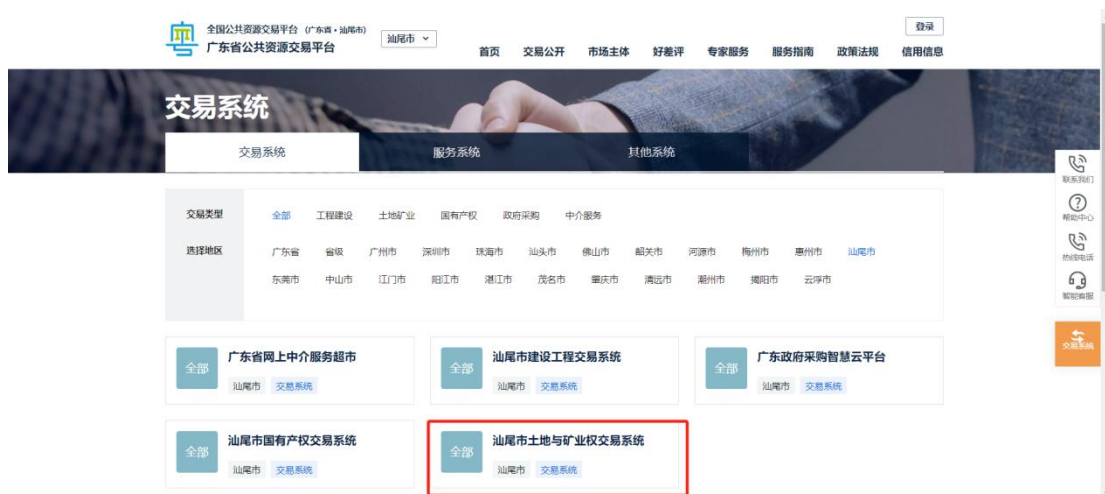 全国公共资源交易平台 (广东省·汕尾市)
广东省公共资源交易平台
汕尾市
登录
首页 交易公开 市场主体 好差评 专家服务 服务指南 政策法规 信用信息
交易系统
交易系统 服务系统 其他系统
交易类型 全部 工程建设 土地矿业 国有产权 政府采购 中介服务
选择地区 广东省 省级 广州市 深圳市 珠海市 汕头市 佛山市 韶关市 河源市 梅州市 惠州市 汕尾市
东莞市 中山市 江门市 阳江市 湛江市 茂名市 肇庆市 清远市 潮州市 揭阳市 云浮市
联系我们
帮助中心
热线电话
智能客服
交易系统
全部 广东省网上中介服务超市
汕尾市 交易系统
全部 汕尾市建设工程交易系统
汕尾市 交易系统
全部 广东政府采购智慧云平台
汕尾市 交易系统
全部 汕尾市国有产权交易系统
汕尾市 交易系统
全部 汕尾市土地与矿业权交易系统
汕尾市 交易系统